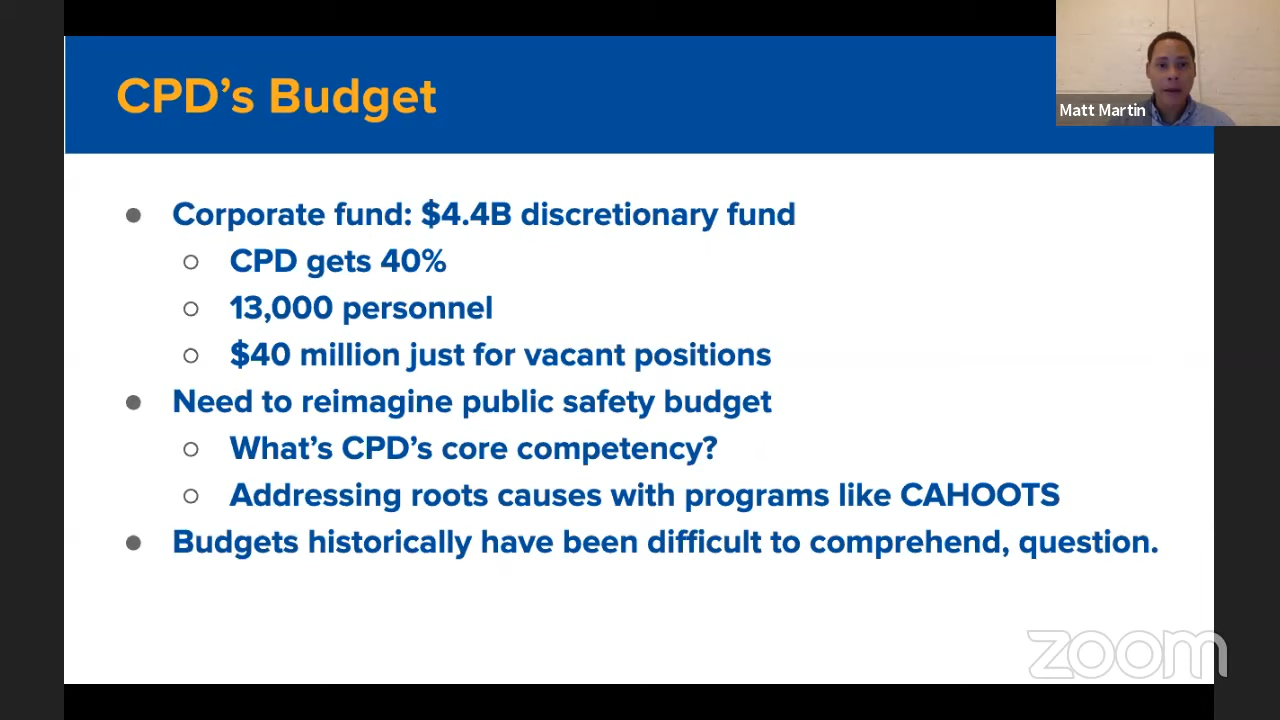 CPD's Budget
Matt Martin
● Corporate fund: $4.4B discretionary fund
○ CPD gets 40%
○ 13,000 personnel
○ $40 million just for vacant positions
● Need to reimagine public safety budget
○ What's CPD's core competency?
○ Addressing roots causes with programs like CAHOOTS
● Budgets historically have been difficult to comprehend, question.
zoom